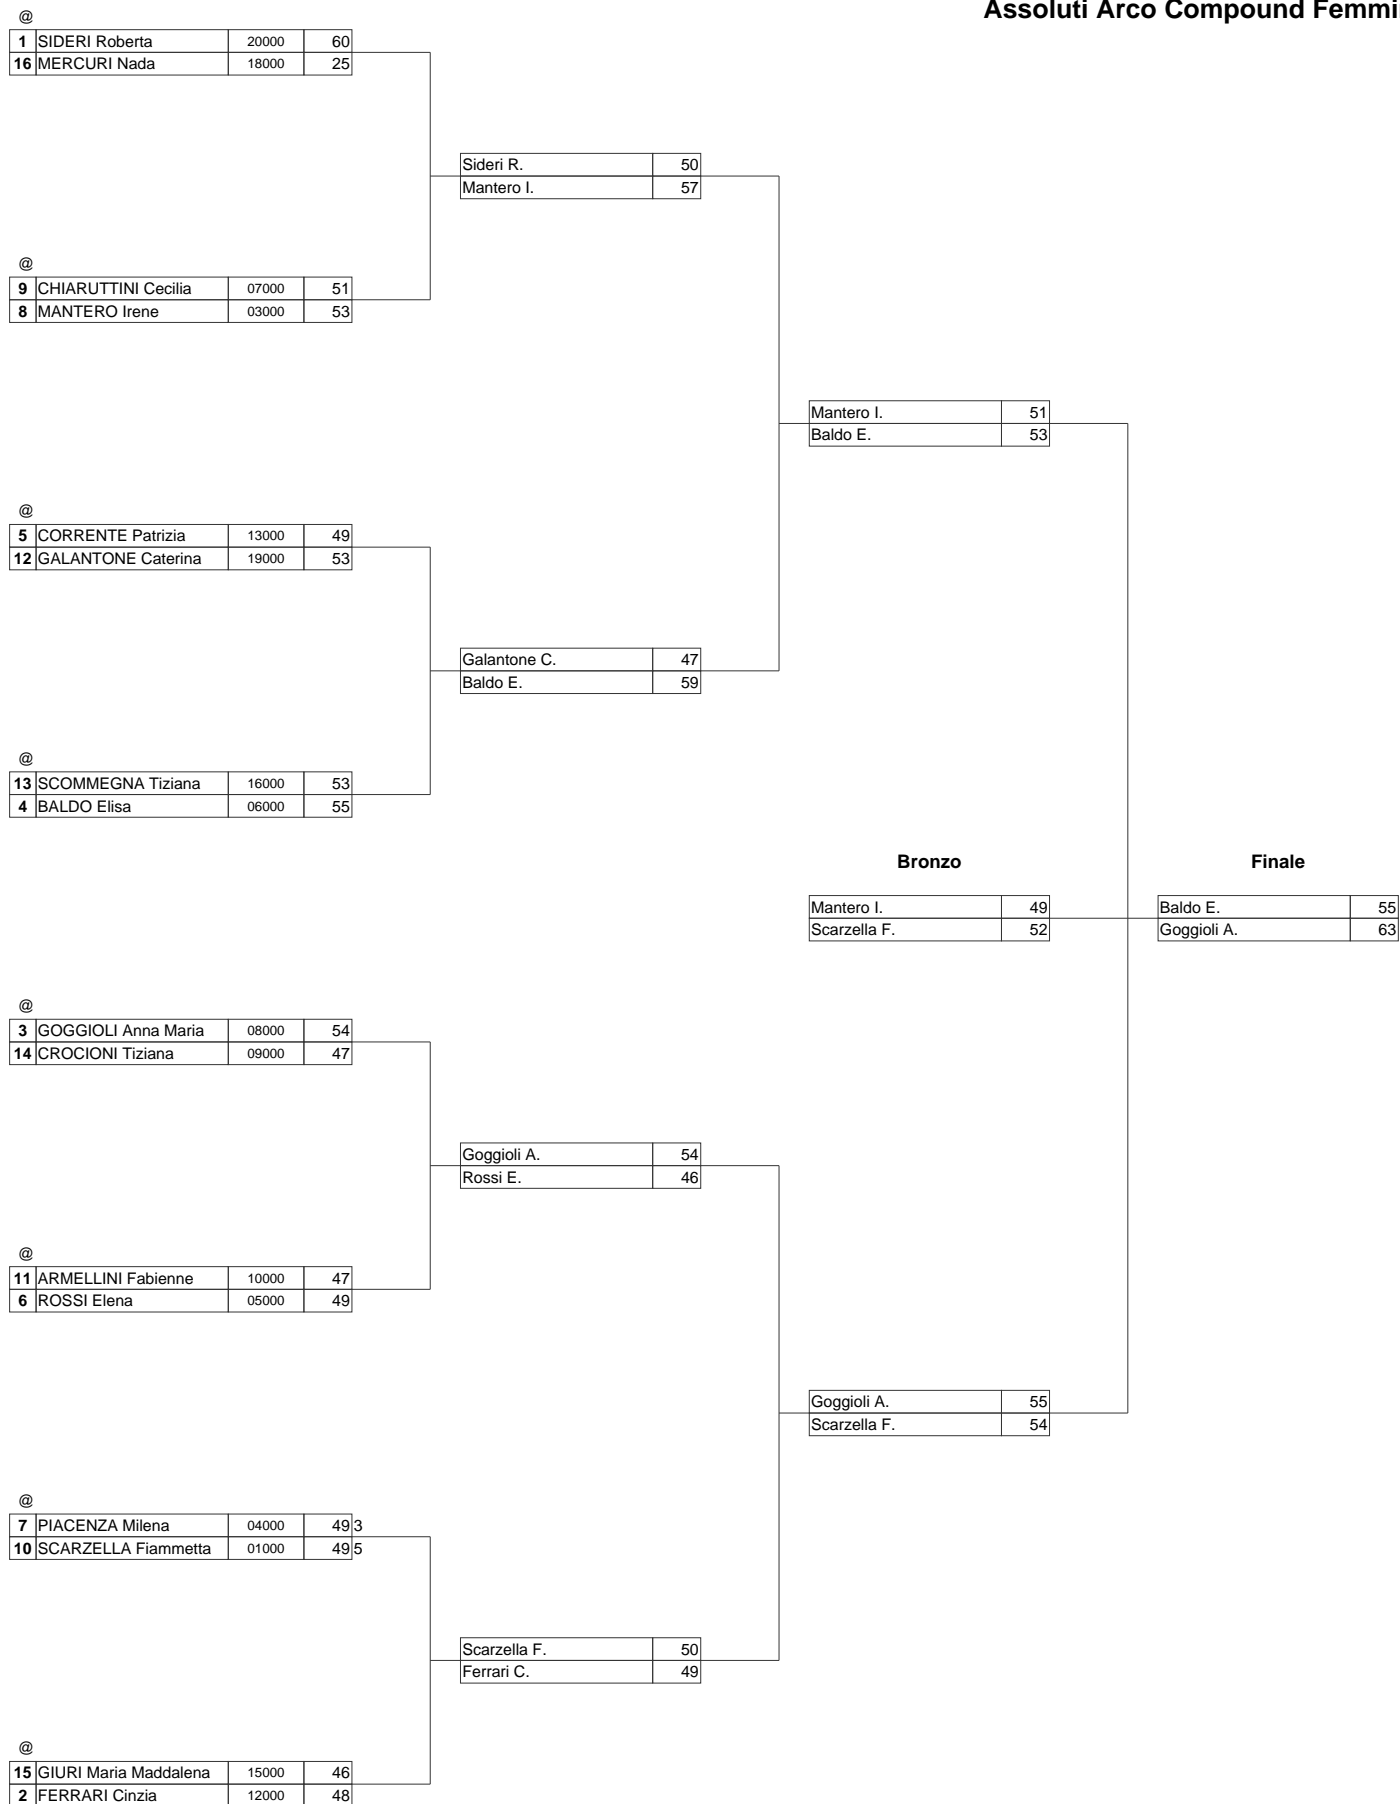 Assoluti Arco Compound Femmi
@
1 SIDERI Roberta 20000 60
16 MERCURI Nada 18000 25
Sideri R. 50
Mantero I. 57
@
9 CHIARUTTINI Cecilia 07000 51
8 MANTERO Irene 03000 53
Mantero I. 51
Baldo E. 53
@
5 CORRENTE Patrizia 13000 49
12 GALANTONE Caterina 19000 53
Galantone C. 47
Baldo E. 59
@
13 SCOMMEGNA Tiziana 16000 53
4 BALDO Elisa 06000 55
Bronzo Finale
Mantero I. 49 Baldo E. 55
Scarzella F. 52 Goggioli A. 63
@
3 GOGGIOLI Anna Maria 08000 54
14 CROCIONI Tiziana 09000 47
Goggioli A. 54
Rossi E. 46
@
11 ARMELLINI Fabienne 10000 47
6 ROSSI Elena 05000 49
Goggioli A. 55
Scarzella F. 54
@
7 PIACENZA Milena 04000 49 3
10 SCARZELLA Fiammetta 01000 49 5
Scarzella F. 50
Ferrari C. 49
@
15 GIURI Maria Maddalena 15000 46
2 FERRARI Cinzia 12000 48